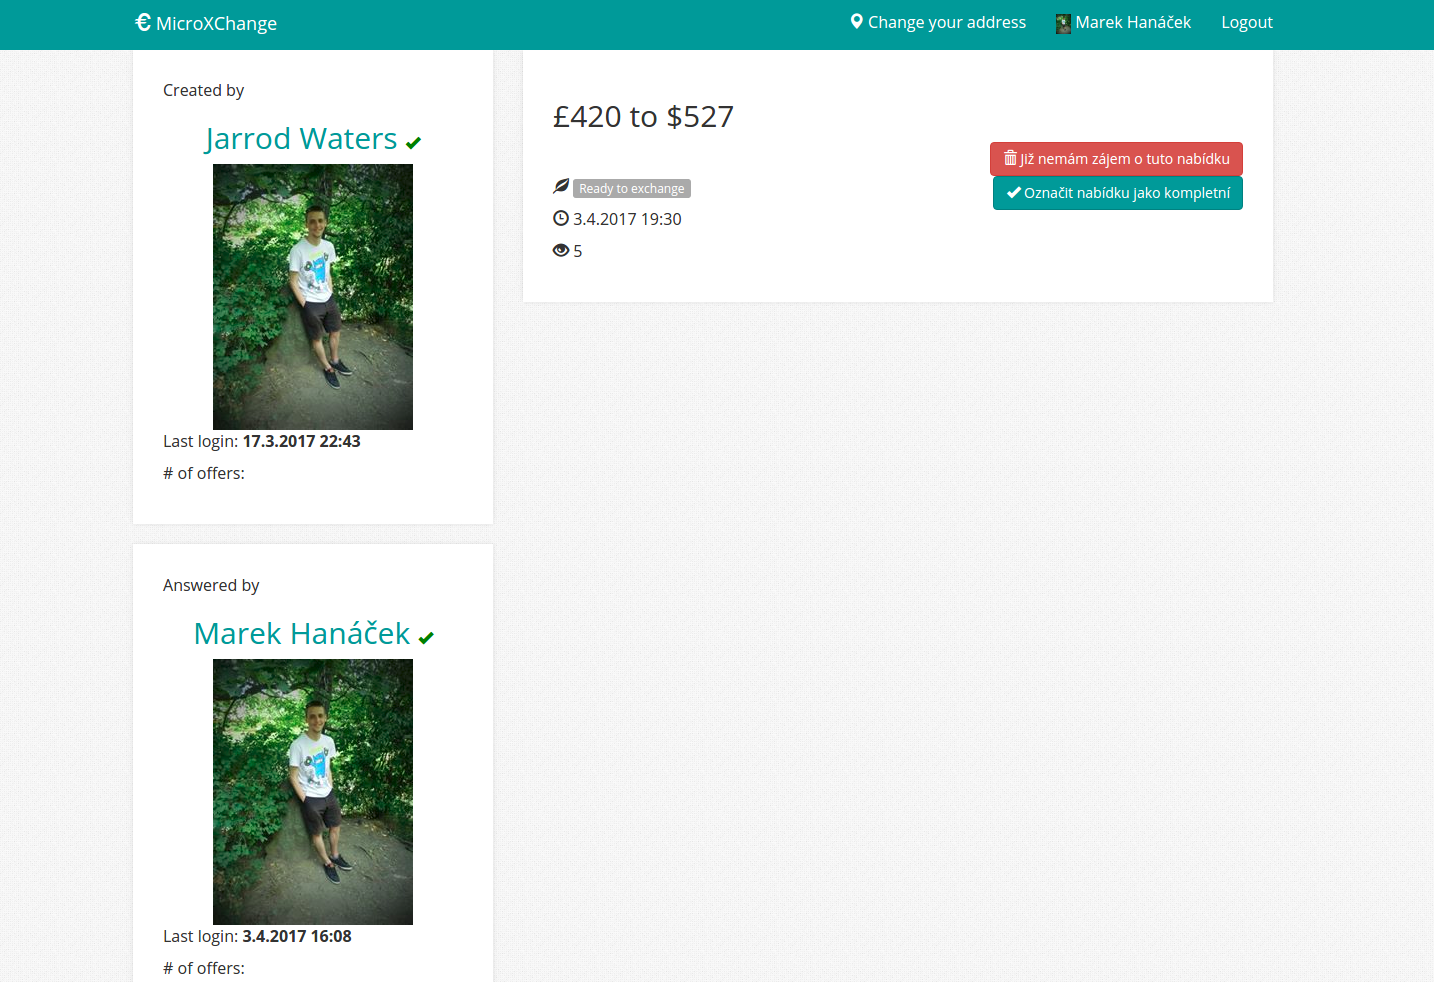 € MicroXChange
Change your address
Marek Hanáček
Logout
Created by
Jarrod Waters
Last login: 17.3.2017 22:43
# of offers:
Answered by
Marek Hanáček
Last login: 3.4.2017 16:08
# of offers:
£420 to $527
Již nemám zájem o tuto nabídku
Označit nabídku jako kompletní
Ready to exchange
3.4.2017 19:30
5